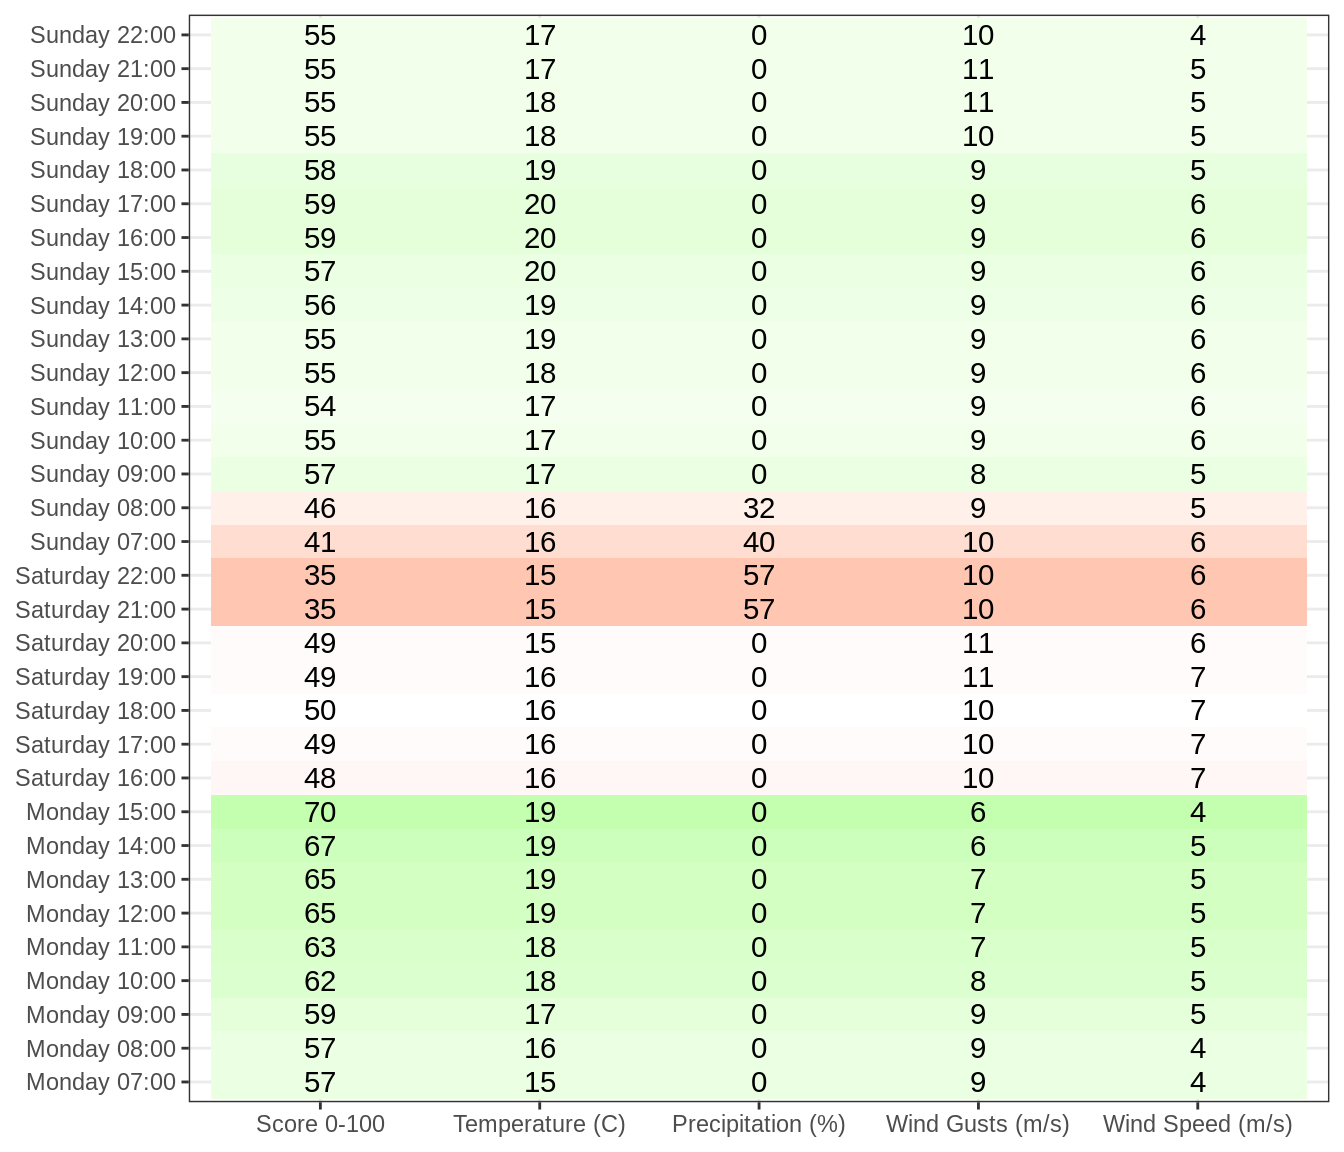 Sunday 22:00 55 17 0 10 4
Sunday 21:00 55 17 0 11 5
Sunday 20:00 55 18 0 11 5
Sunday 19:00 55 18 0 10 5
Sunday 18:00 58 19 0 9 5
Sunday 17:00 59 20 0 9 6
Sunday 16:00 59 20 0 9 6
Sunday 15:00 57 20 0 9 6
Sunday 14:00 56 19 0 9 6
Sunday 13:00 55 19 0 9 6
Sunday 12:00 55 18 0 9 6
Sunday 11:00 54 17 0 9 6
Sunday 10:00 55 17 0 9 6
Sunday 09:00 57 17 0 8 5
Sunday 08:00 46 16 32 9 5
Sunday 07:00 41 16 40 10 6
Saturday 22:00 35 15 57 10 6
Saturday 21:00 35 15 57 10 6
Saturday 20:00 49 15 0 11 6
Saturday 19:00 49 16 0 11 7
Saturday 18:00 50 16 0 10 7
Saturday 17:00 49 16 0 10 7
Saturday 16:00 48 16 0 10 7
Monday 15:00 70 19 0 6 4
Monday 14:00 67 19 0 6 5
Monday 13:00 65 19 0 7 5
Monday 12:00 65 19 0 7 5
Monday 11:00 63 18 0 7 5
Monday 10:00 62 18 0 8 5
Monday 09:00 59 17 0 9 5
Monday 08:00 57 16 0 9 4
Monday 07:00 57 15 0 9 4
Score 0-100 Temperature (C) Precipitation (%) Wind Gusts (m/s) Wind Speed (m/s)